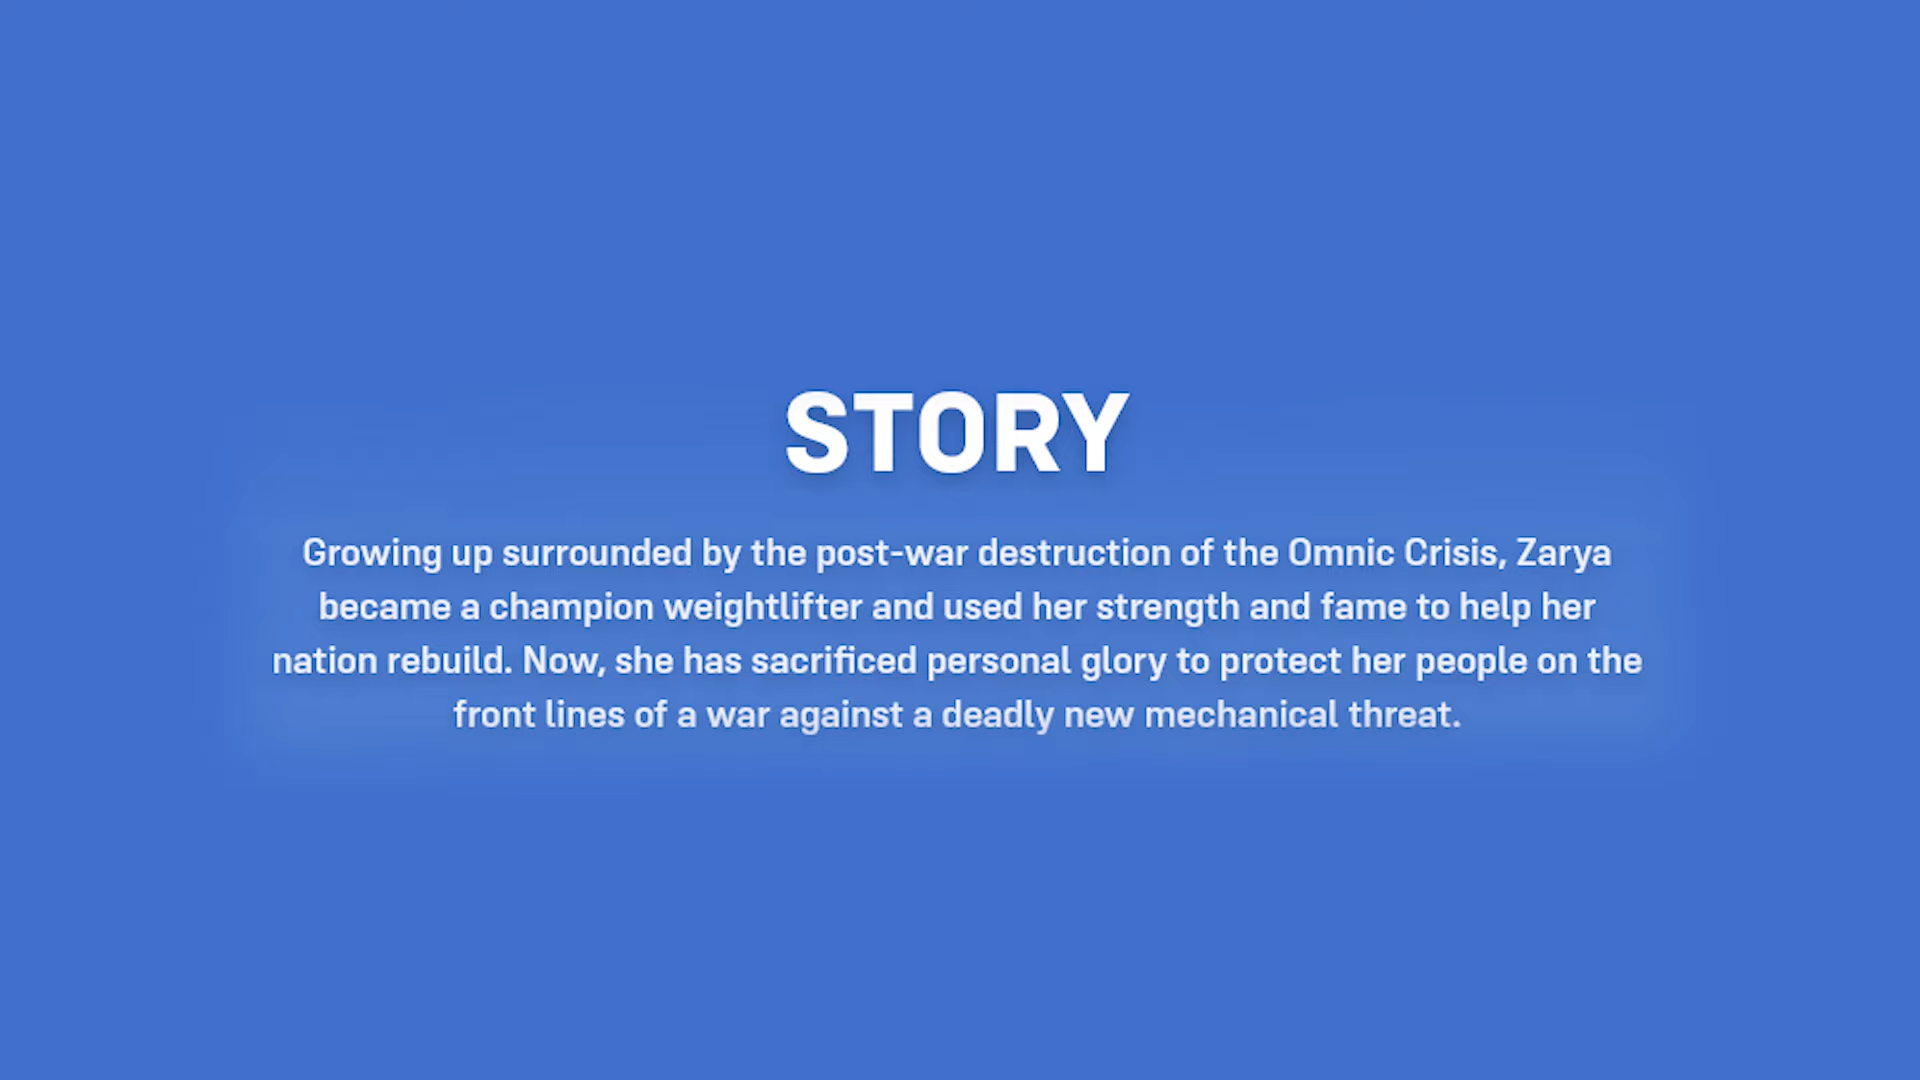 STORY
Growing up surrounded by the post-war destruction of the Omnic Crisis, Zarya
became a champion weightlifter and used her strength and fame to help her
nation rebuild. Now, she has sacrificed personal glory to protect her people on the
front lines of a war against a deadly new mechanical threat.